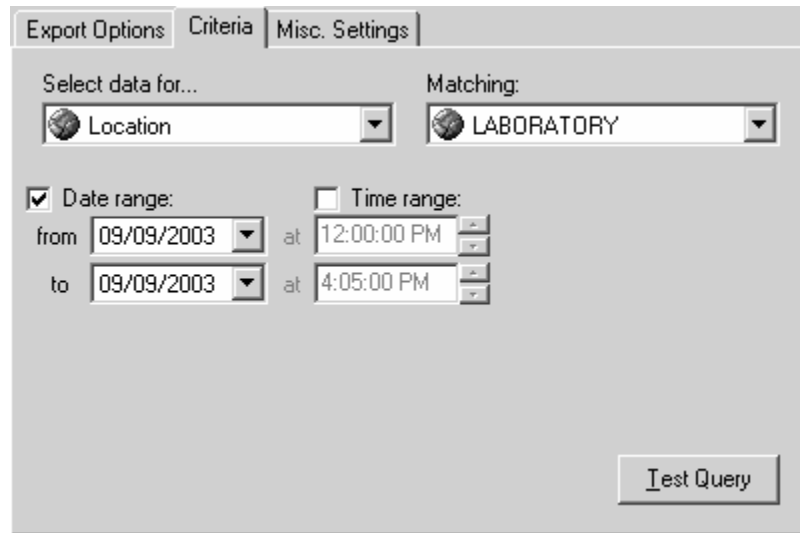 Export Options Criteria Misc. Settings
Select data for... Matching:
Location LABORATORY
Date range: Time range:
from 09/09/2003 at 12:00:00 PM
to 09/09/2003 at 4:05:00 PM
Test Query